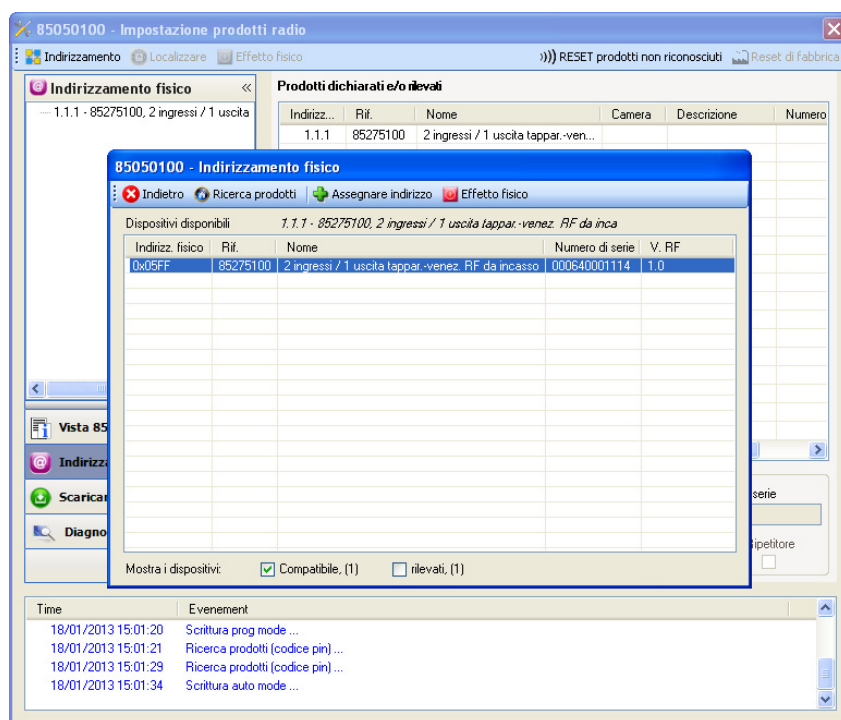 85050100 - Impostazione prodotti radio
Indirizzamento Localizzare Effetto fisico ))) RESET prodotti non riconosciuti Reset di fabbrica
Indirizzamento fisico «
1.1.1 - 85275100, 2 ingressi / 1 uscita
Prodotti dichiarati e/o rilevati
Indirizz... Rif. Nome Camera Descrizione Numero
1.1.1 85275100 2 ingressi / 1 uscita tappar.-ven...
85050100 - Indirizzamento fisico
Indietro Ricerca prodotti Assegnare indirizzo Effetto fisico
Dispositivi disponibili 1.1.1 - 85275100, 2 ingressi / 1 uscita tappar.-venez. RF da inca
Indirizz. fisico Rif. Nome Numero di serie V. RF
0x05FF 85275100 2 ingressi / 1 uscita tappar.-venez. RF da incasso 000640001114 1.0
Mostra i dispositivi: Compatibile, (1) rilevati, (1)
Vista 85
Indirizza
Scaricar
Diagno
serie
Ripetitore
Time Evenement
18/01/2013 15:01:20 Scrittura prog mode ...
18/01/2013 15:01:21 Ricerca prodotti (codice pin) ...
18/01/2013 15:01:29 Ricerca prodotti (codice pin) ...
18/01/2013 15:01:34 Scrittura auto mode ...